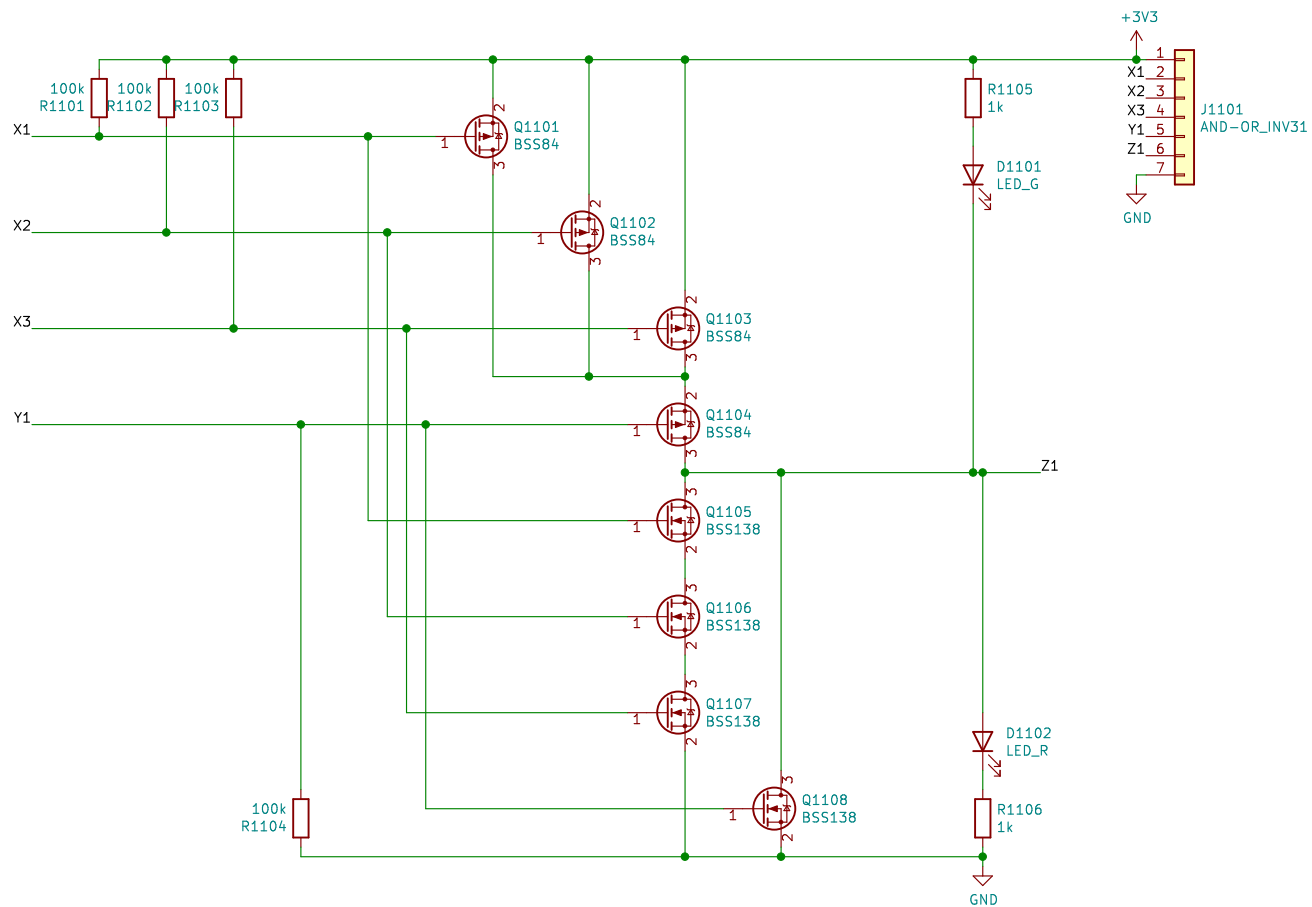 +3V3
1
X1 2
X2 3
X3 4
Y1 5
Z1 6
7
J1101
AND-OR_INV31
GND
100k
R1101
100k
R1102
100k
R1103
R1105
1k
D1101
LED_G
X1
1
2
3
Q1101
BSS84
X2
1
2
3
Q1102
BSS84
X3
1
2
3
Q1103
BSS84
Y1
1
2
3
Q1104
BSS84
Z1
1
3
2
Q1105
BSS138
1
3
2
Q1106
BSS138
1
3
2
Q1107
BSS138
D1102
LED_R
1
3
2
Q1108
BSS138
100k
R1104
R1106
1k
GND